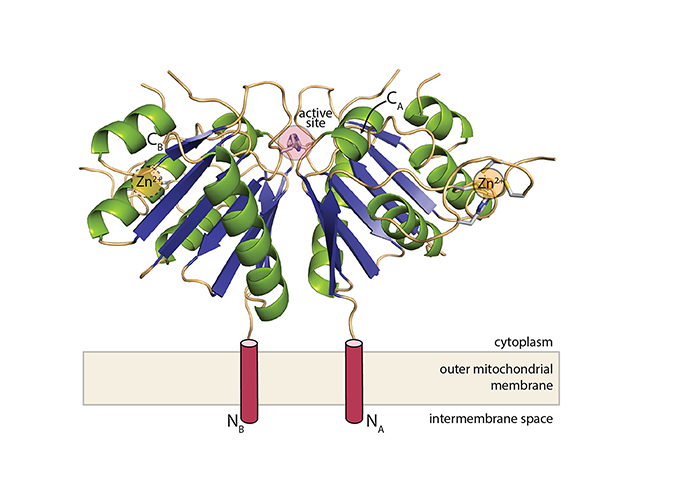 active
site
C_A
C_B
Zn²⁺
Zn²⁺
cytoplasm
outer mitochondrial
membrane
intermembrane space
N_B
N_A